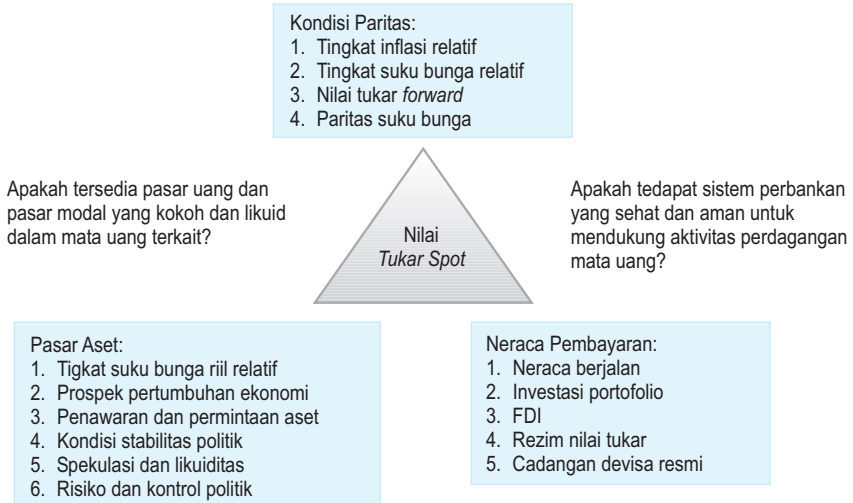 Kondisi Paritas:
1. Tingkat inflasi relatif
2. Tingkat suku bunga relatif
3. Nilai tukar forward
4. Paritas suku bunga
Apakah tersedia pasar uang dan
pasar modal yang kokoh dan likuid
dalam mata uang terkait?
Apakah tedapat sistem perbankan
yang sehat dan aman untuk
mendukung aktivitas perdagangan
mata uang?
Nilai
Tukar Spot
Pasar Aset:
1. Tigkat suku bunga riil relatif
2. Prospek pertumbuhan ekonomi
3. Penawaran dan permintaan aset
4. Kondisi stabilitas politik
5. Spekulasi dan likuiditas
6. Risiko dan kontrol politik
Neraca Pembayaran:
1. Neraca berjalan
2. Investasi portofolio
3. FDI
4. Rezim nilai tukar
5. Cadangan devisa resmi